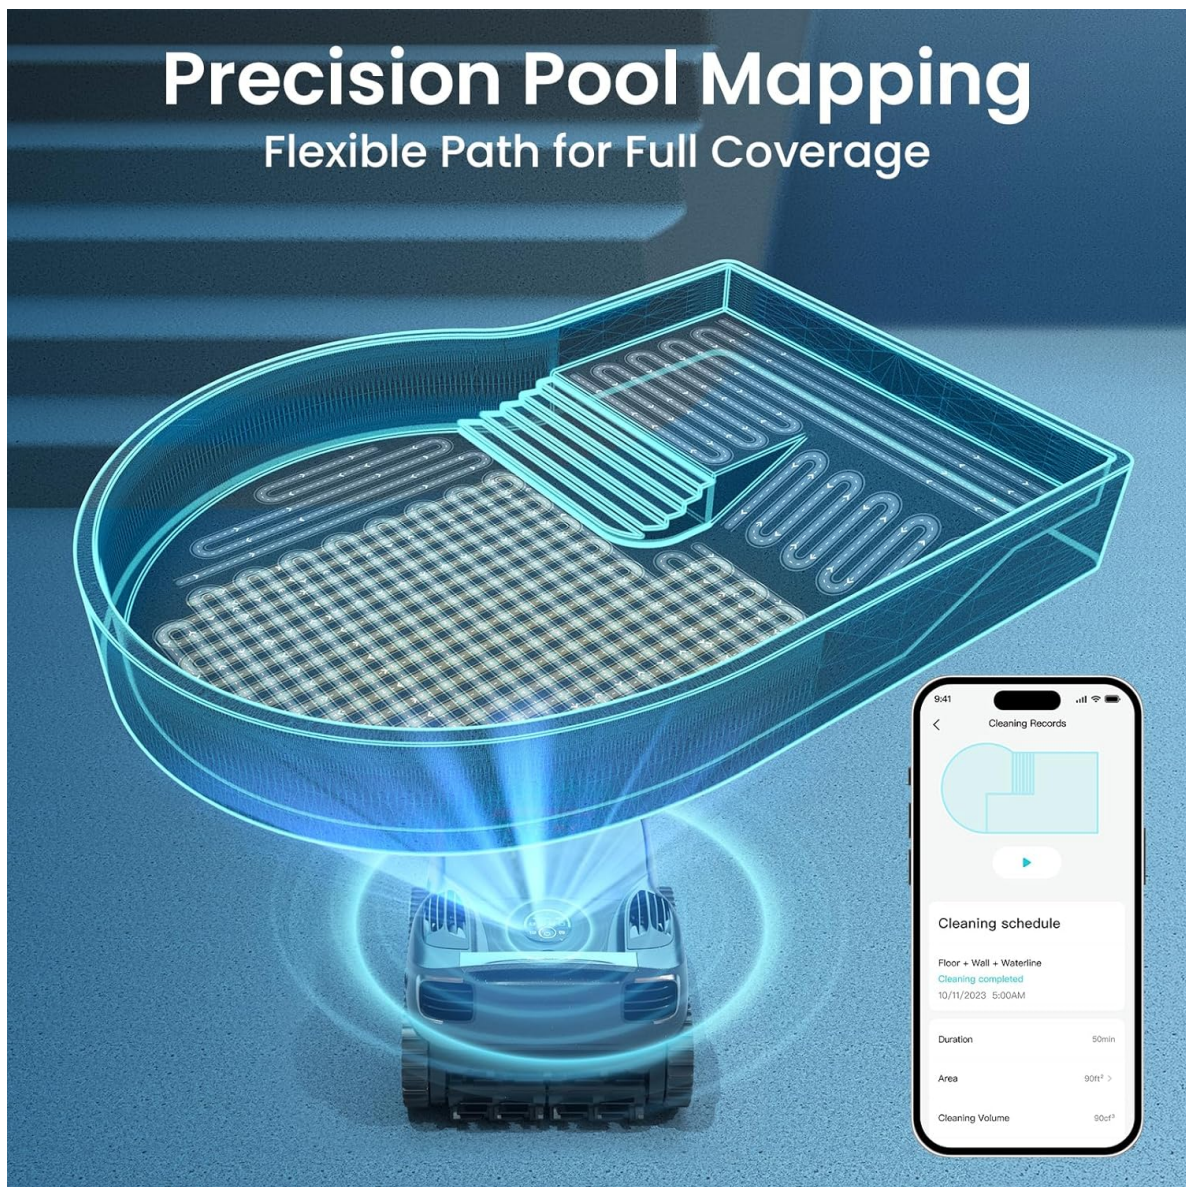 Precision Pool Mapping
Flexible Path for Full Coverage
9:41
Cleaning Records
Cleaning schedule
Floor + Wall + Waterline
Cleaning completed
10/11/2023 5:00AM
Duration 50min
Area 90ft²
Cleaning Volume 90cf³